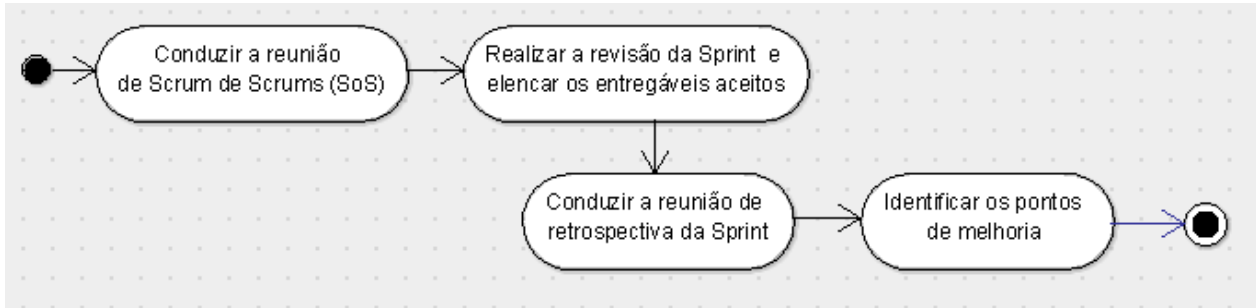 Conduzir a reunião
de Scrum de Scrums (SoS)
Realizar a revisão da Sprint e
elencar os entregáveis aceitos
Conduzir a reunião de
retrospectiva da Sprint
Identificar os pontos
de melhoria